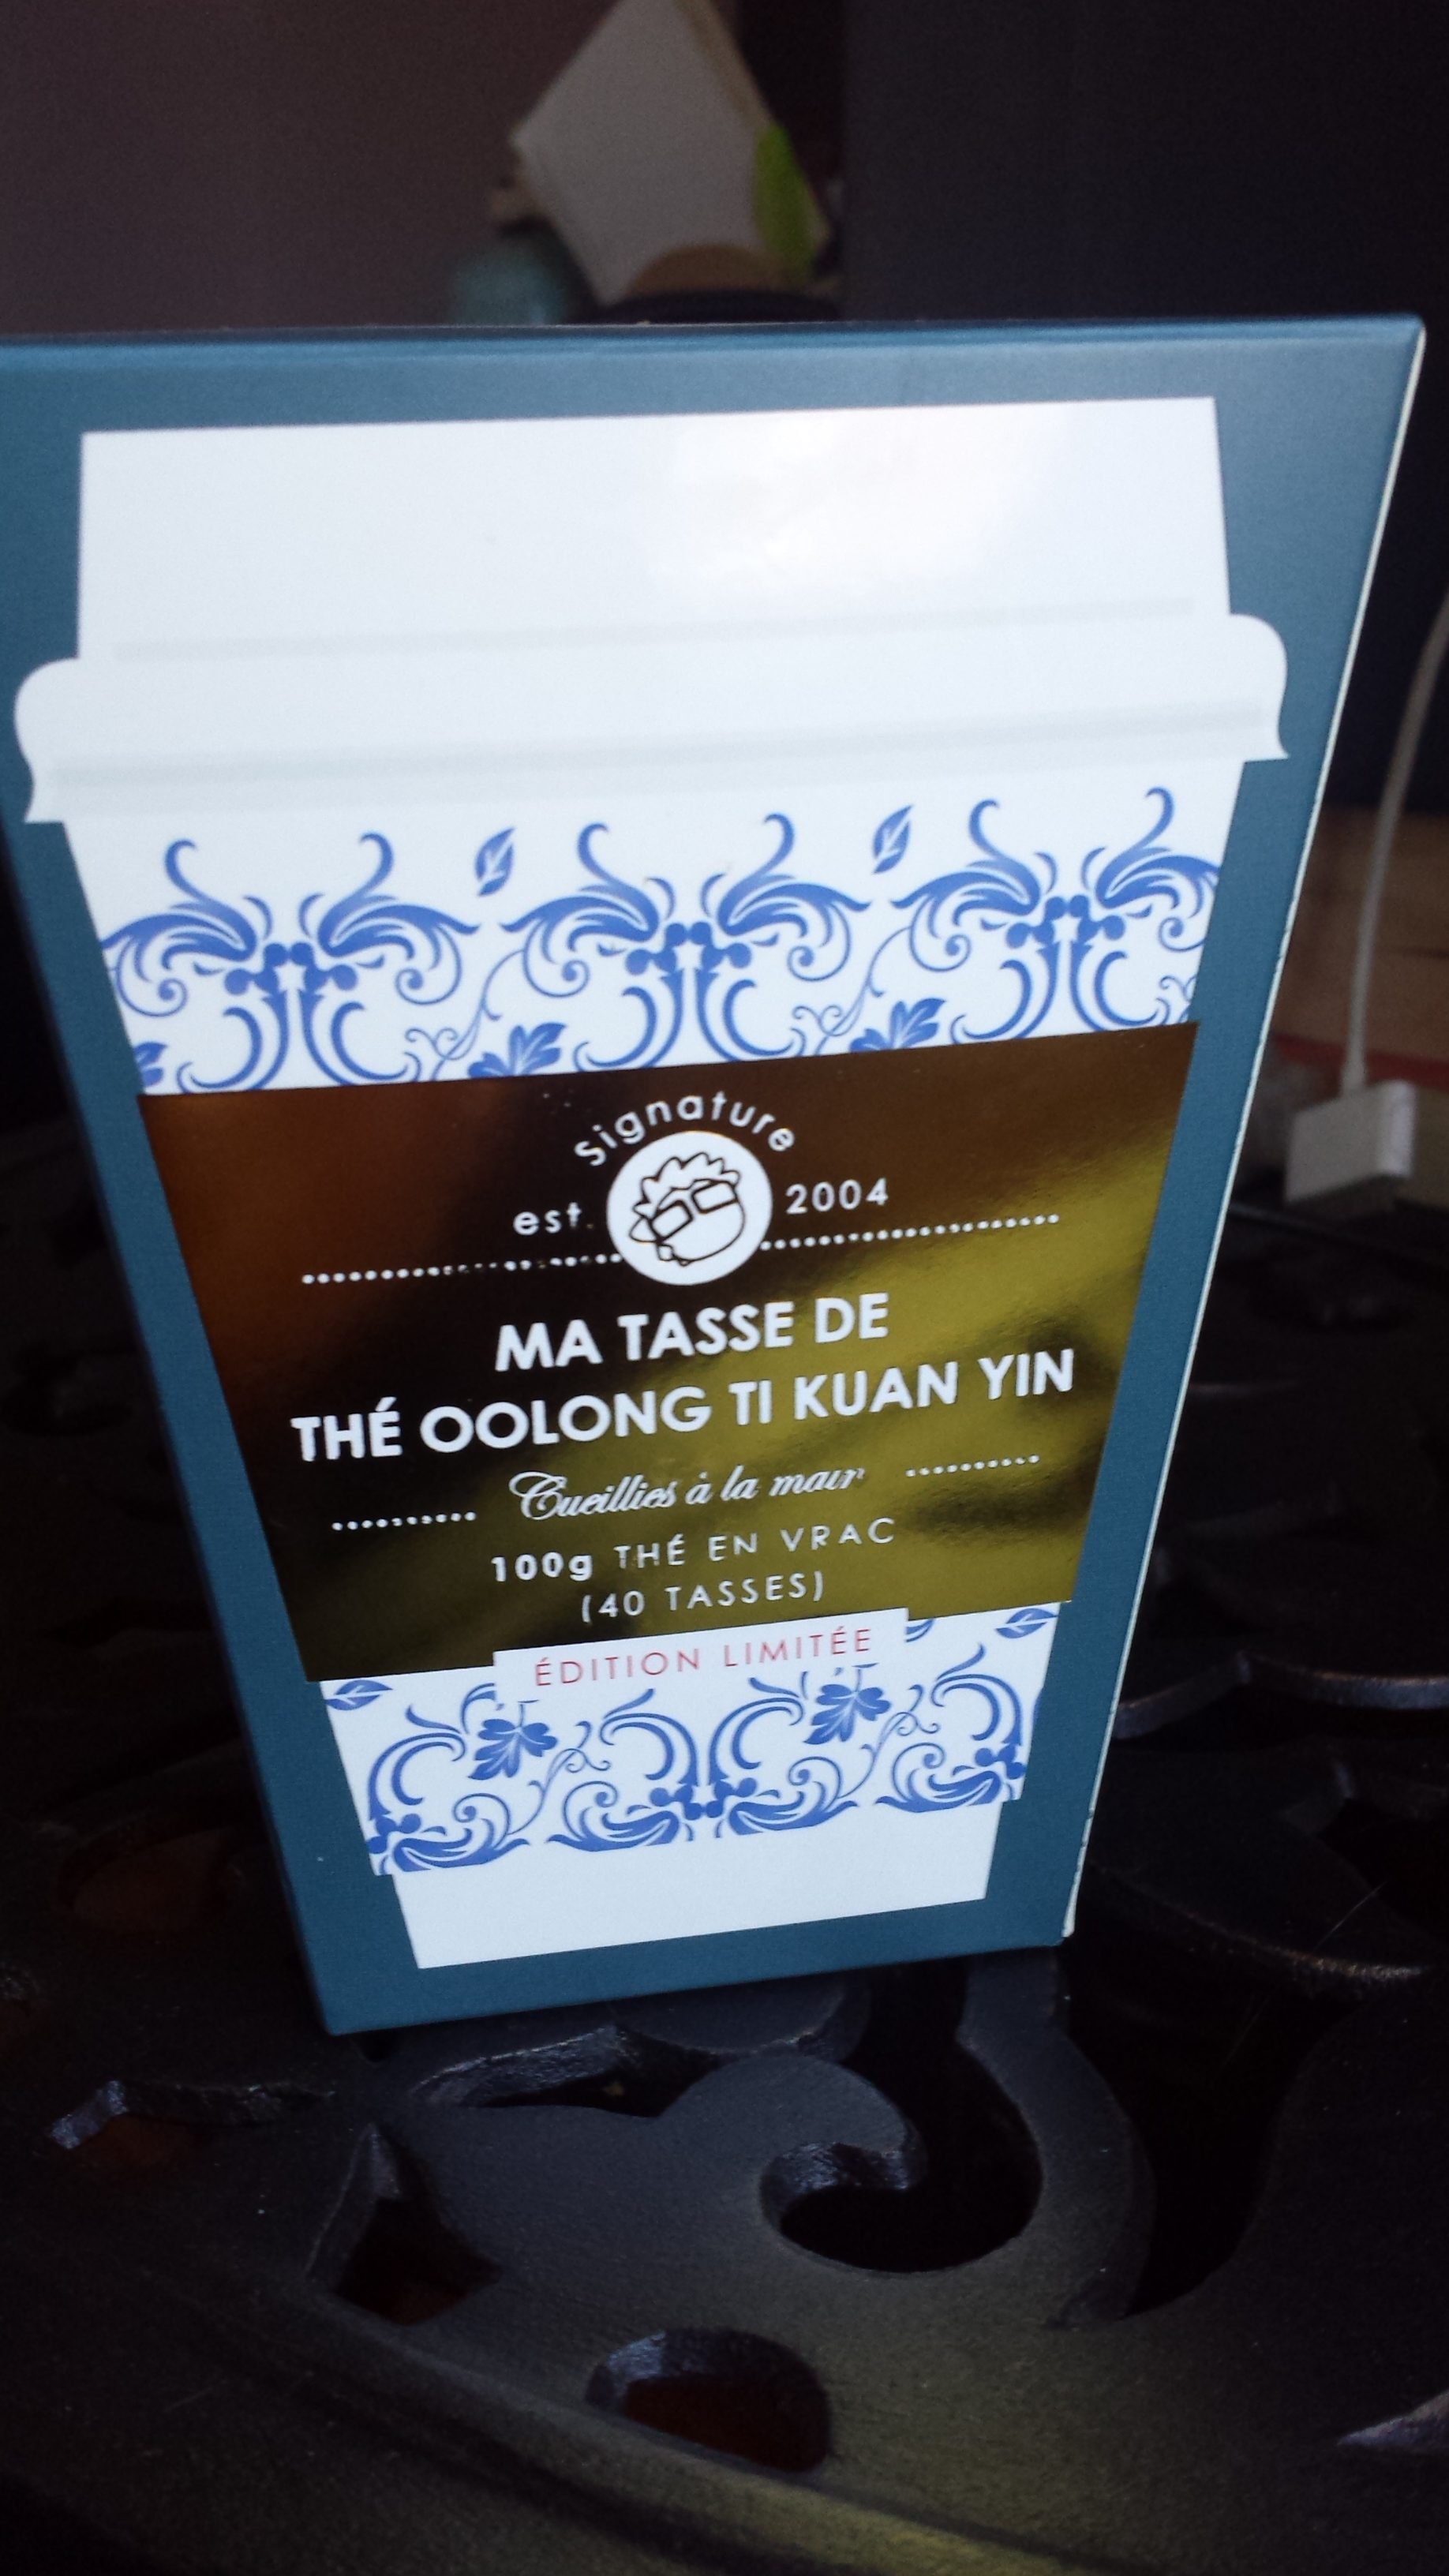 Signature
est. 2004
MA TASSE DE
THÉ OOLONG TI KUAN YIN
Cueillies à la main
100g THÉ EN VRAC
(40 TASSES)
ÉDITION LIMITÉE